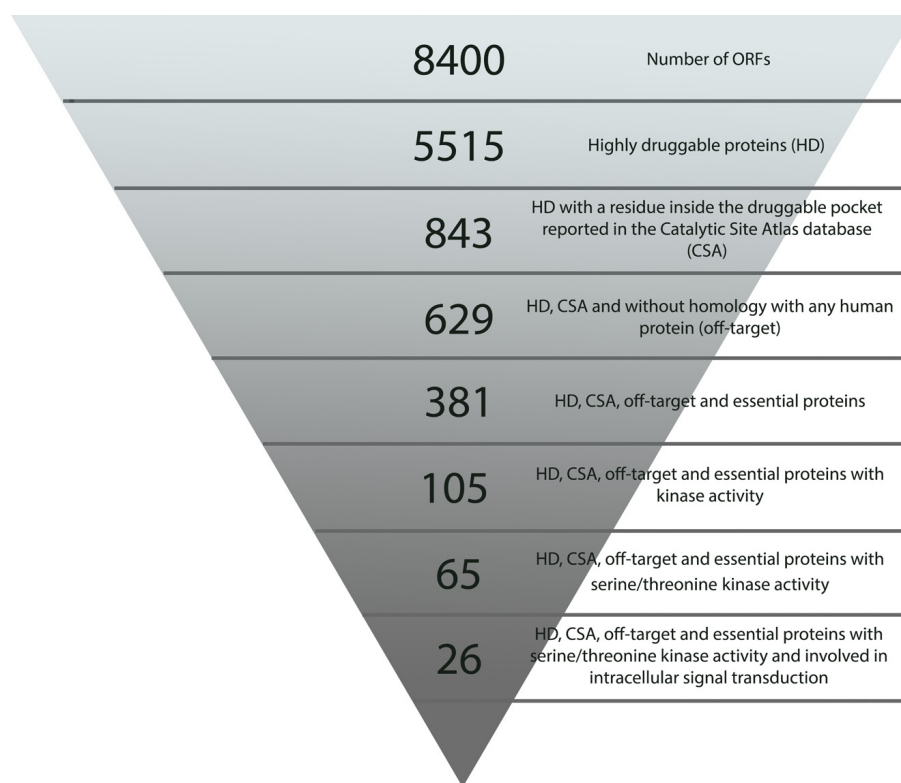 8400
Number of ORFs
5515
Highly druggable proteins (HD)
843
HD with a residue inside the druggable pocket
reported in the Catalytic Site Atlas database
(CSA)
629
HD, CSA and without homology with any human
protein (off-target)
381
HD, CSA, off-target and essential proteins
105
HD, CSA, off-target and essential proteins with
kinase activity
65
HD, CSA, off-target and essential proteins with
serine/threonine kinase activity
26
HD, CSA, off-target and essential proteins with
serine/threonine kinase activity and involved in
intracellular signal transduction